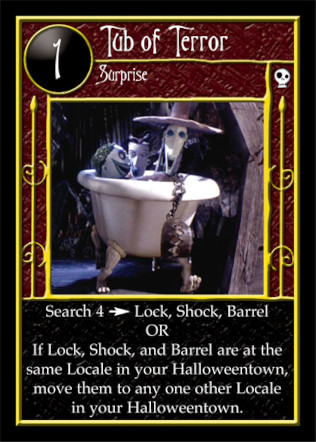 1
Tub of Terror
Surprise
Search 4 ➛ Lock, Shock, Barrel
OR
If Lock, Shock, and Barrel are at the
same Locale in your Halloweentown,
move them to any one other Locale
in your Halloweentown.